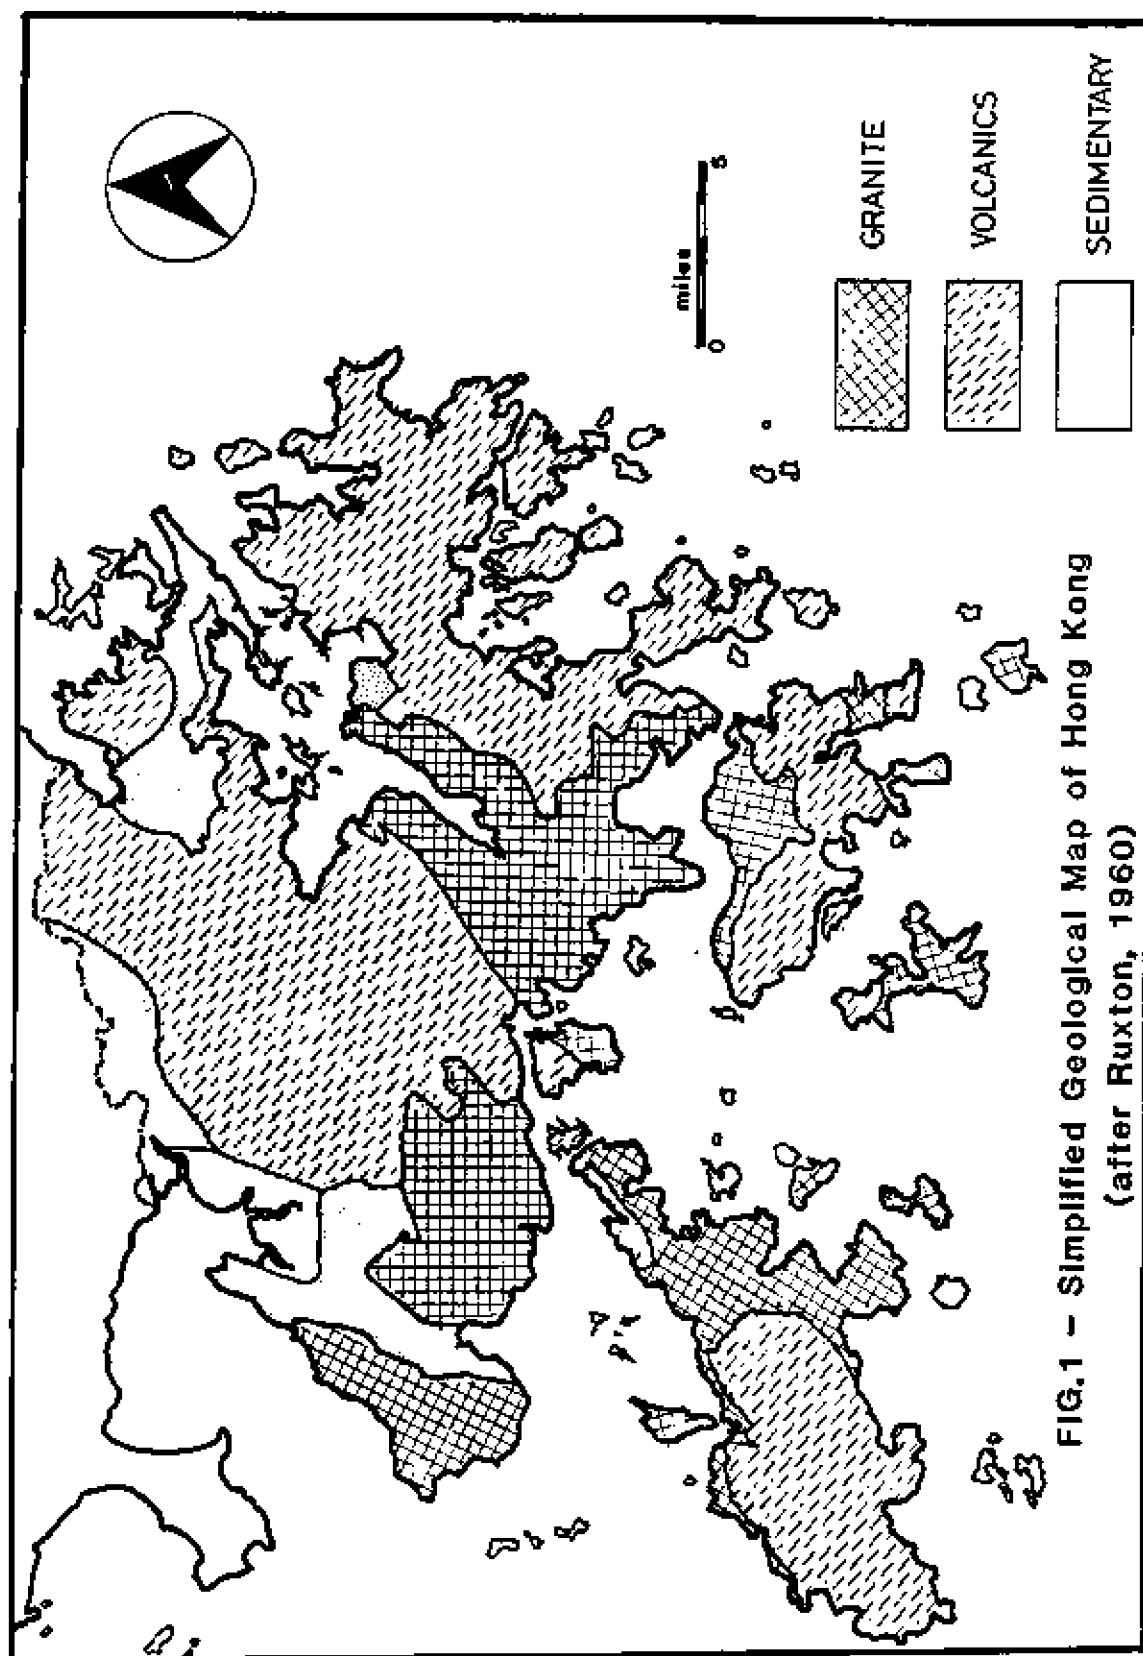 miles
0 5
GRANITE
VOLCANICS
SEDIMENTARY
FIG.1 – Simplified Geological Map of Hong Kong
(after Ruxton, 1960)